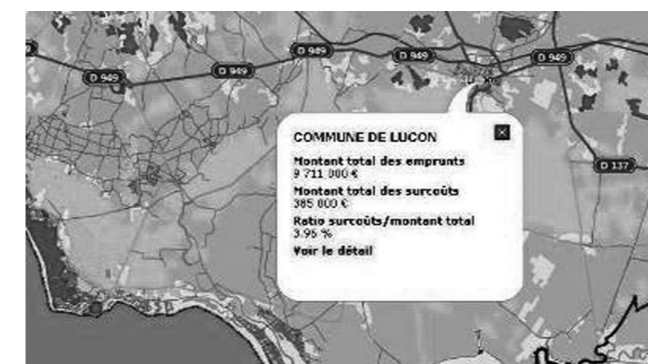 D 949
D 949
D 949
D 949
D 949
COMMUNE DE LUCON
Montant total des emprunts
9 711 000 €
Montant total des surcoûts
385 000 €
Ratio surcoûts/montant total
3.96 %
Voir le détail
D 137